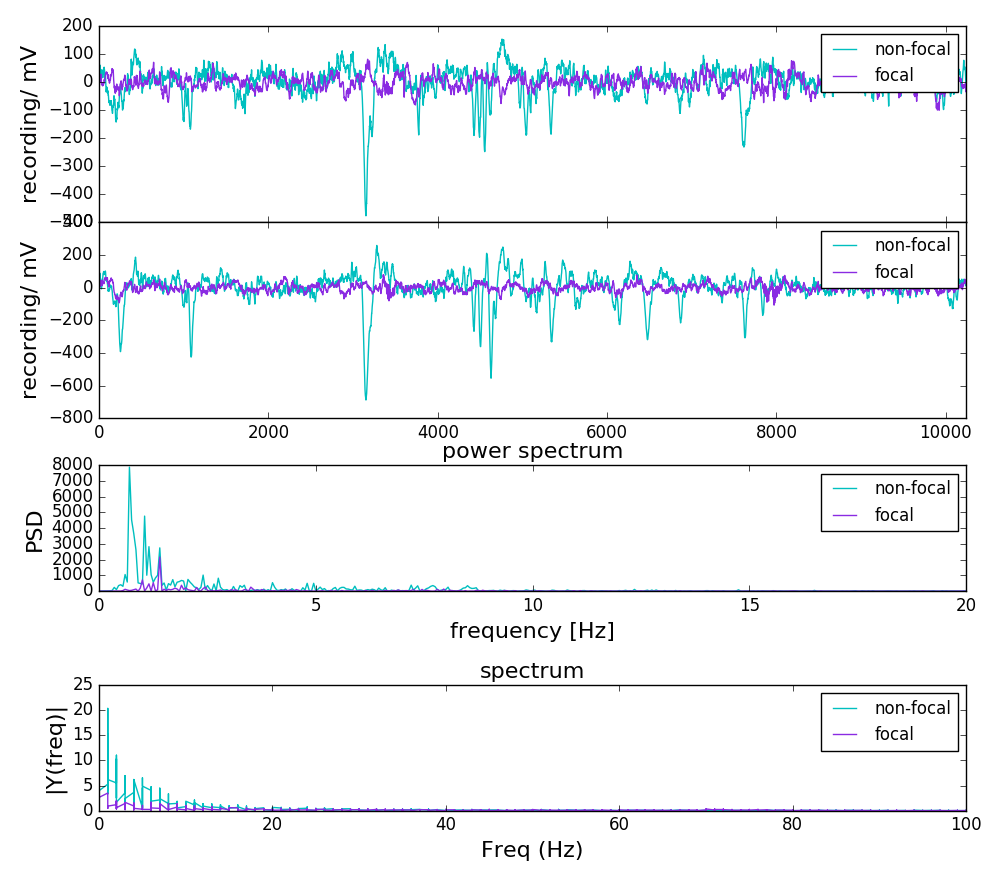 200
100
0
−100
−200
−300
−400
−500
recording/ mV
non-focal
focal
400
200
0
−200
−400
−600
−800
recording/ mV
non-focal
focal
0 2000 4000 6000 8000 10000
power spectrum
8000
7000
6000
5000
4000
3000
2000
1000
0
PSD
non-focal
focal
0 5 10 15 20
frequency [Hz]
spectrum
25
20
15
10
5
0
|Y(freq)|
non-focal
focal
0 20 40 60 80 100
Freq (Hz)